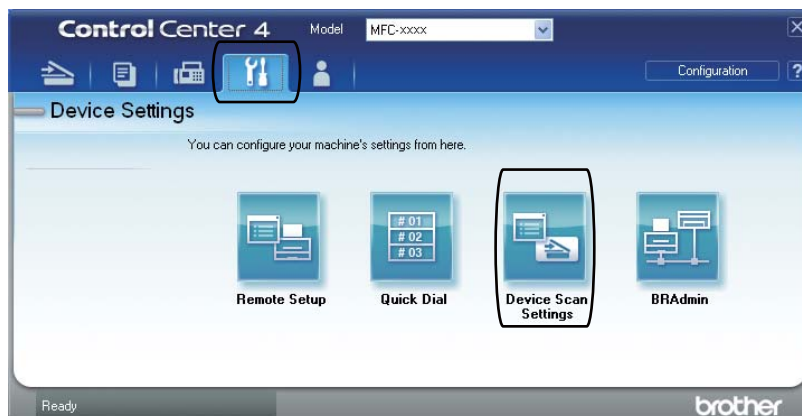 Control Center 4 Model MFC-xxxx
Configuration ?
Device Settings
You can configure your machine's settings from here.
# 01
# 02
# 03
Remote Setup Quick Dial Device Scan Settings BRAdmin
Ready brother